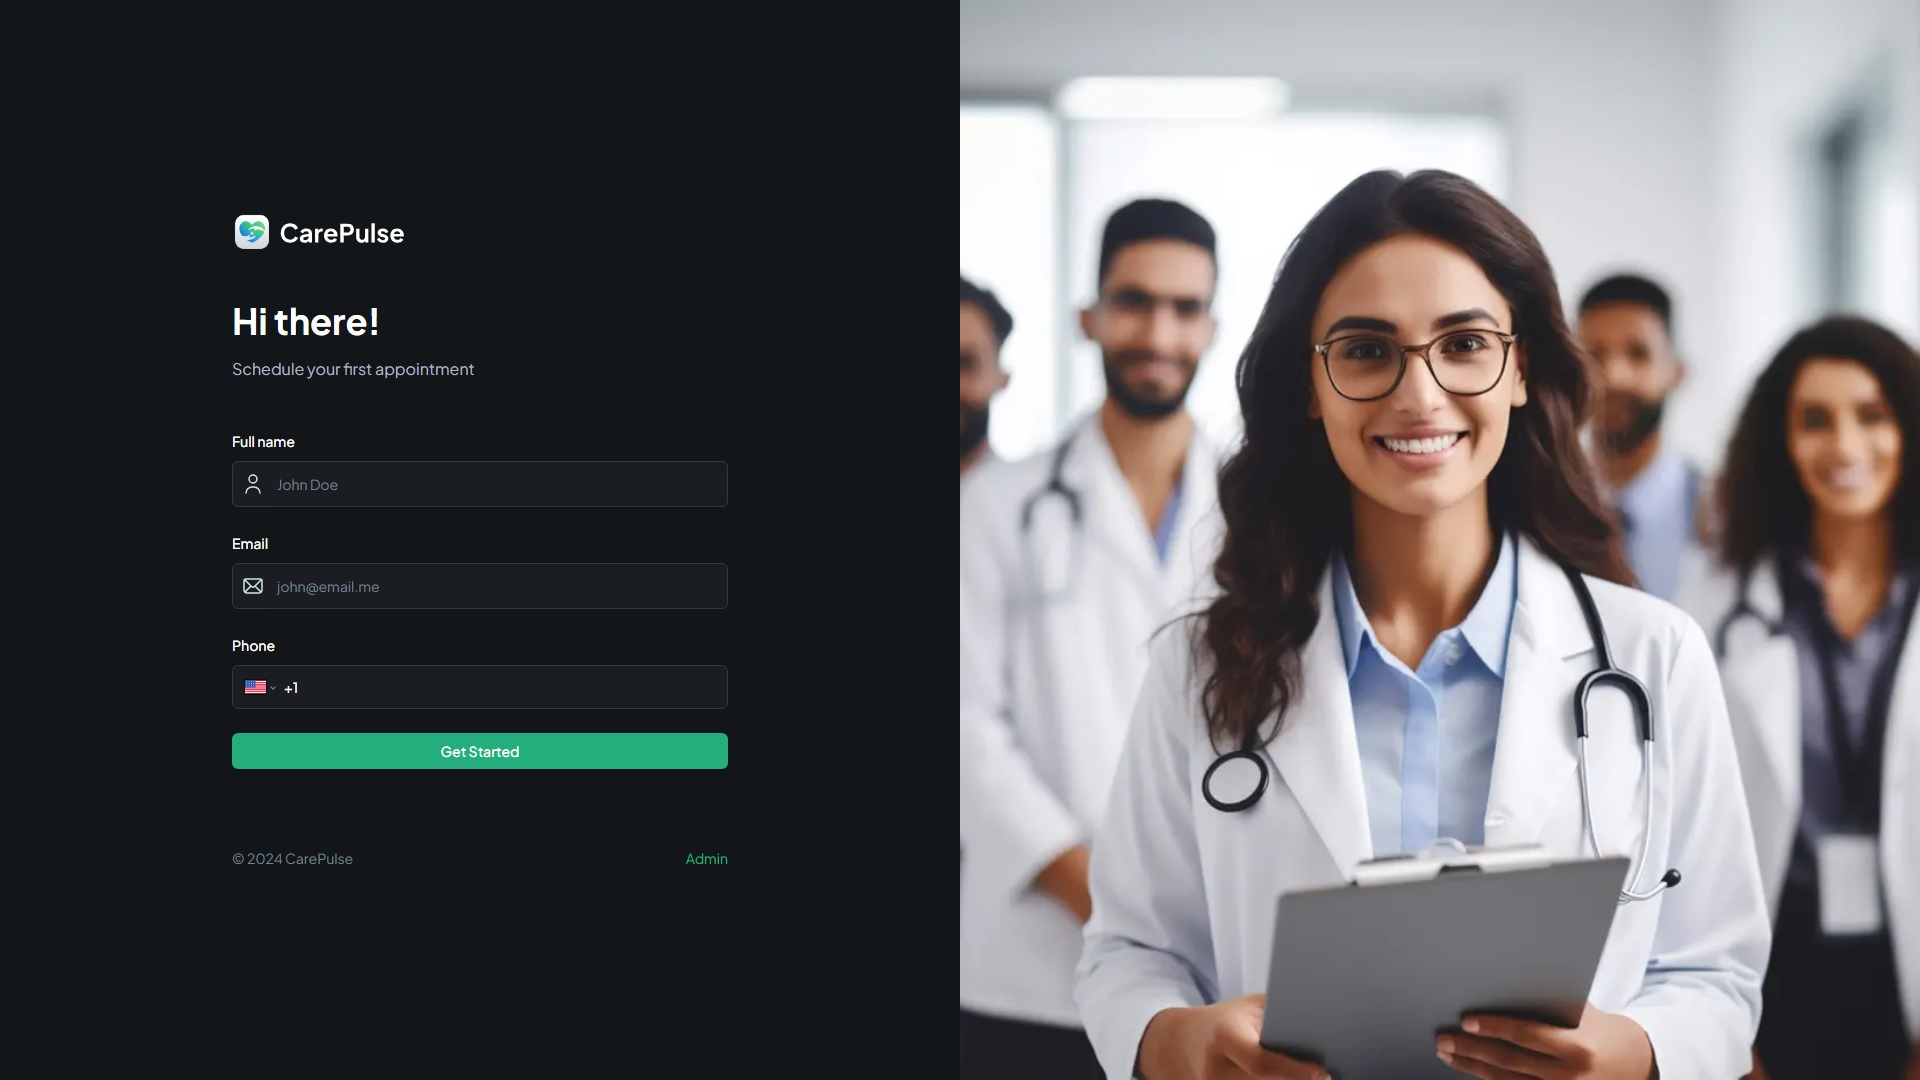 CarePulse
Hi there!
Schedule your first appointment
Full name
John Doe
Email
john@email.me
Phone
+1
Get Started
© 2024 CarePulse
Admin